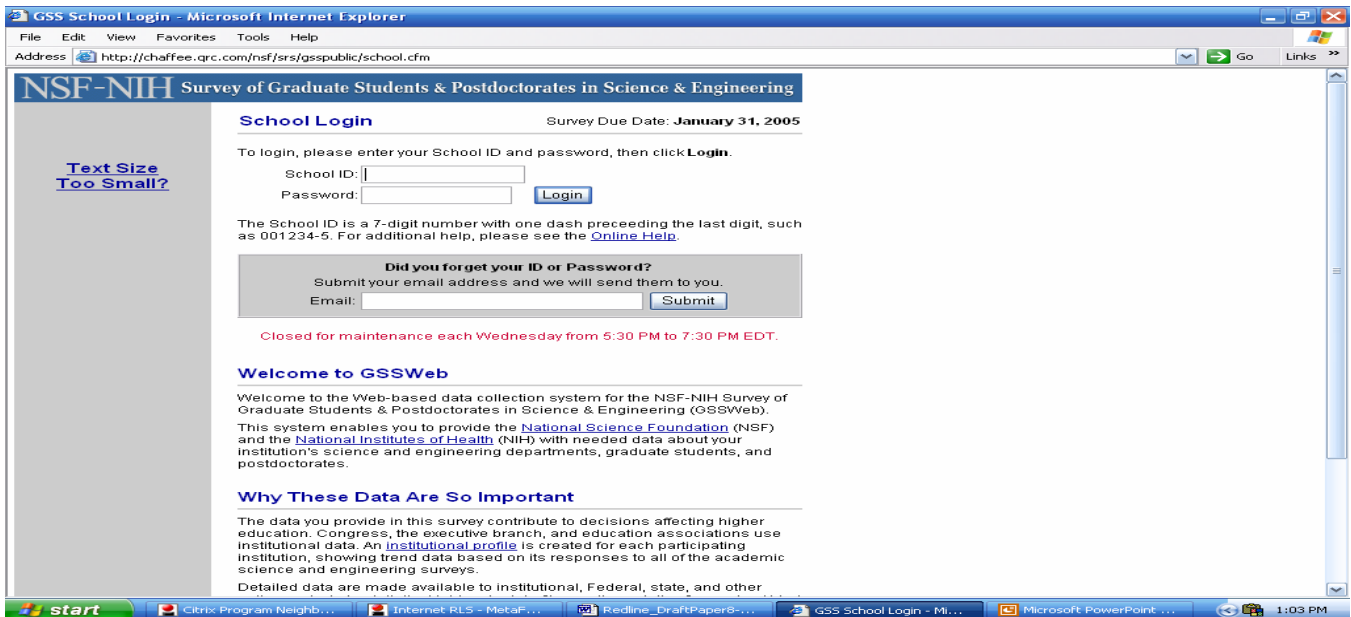 GSS School Login - Microsoft Internet Explorer
File Edit View Favorites Tools Help
Address http://chaffee.qrc.com/nsf/srs/gsspublic/school.cfm Go Links »
NSF-NIH Survey of Graduate Students & Postdoctorates in Science & Engineering
Text Size
Too Small?
School Login Survey Due Date: January 31, 2005
To login, please enter your School ID and password, then click Login.
School ID:
Password: Login
The School ID is a 7-digit number with one dash preceeding the last digit, such
as 001234-5. For additional help, please see the Online Help.
Did you forget your ID or Password?
Submit your email address and we will send them to you.
Email: Submit
Closed for maintenance each Wednesday from 5:30 PM to 7:30 PM EDT.
Welcome to GSSWeb
Welcome to the Web-based data collection system for the NSF-NIH Survey of
Graduate Students & Postdoctorates in Science & Engineering (GSSWeb).
This system enables you to provide the National Science Foundation (NSF)
and the National Institutes of Health (NIH) with needed data about your
institution's science and engineering departments, graduate students, and
postdoctorates.
Why These Data Are So Important
The data you provide in this survey contribute to decisions affecting higher
education. Congress, the executive branch, and education associations use
institutional data. An institutional profile is created for each participating
institution, showing trend data based on its responses to all of the academic
science and engineering surveys.
Detailed data are made available to institutional, Federal, state, and other
start Citrix Program Neighb... Internet RLS - MetaF... Redline_DraftPaper8-... GSS School Login - Mi... Microsoft PowerPoint ... 1:03 PM